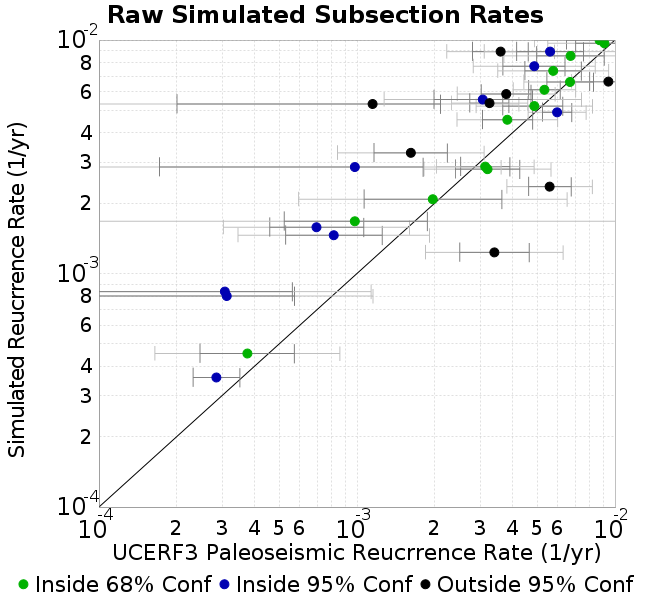 Raw Simulated Subsection Rates
Simulated Reucrrence Rate (1/yr)
10-2
8
6
4
3
2
10-3
8
6
4
3
2
10-4
10-4 2 3 4 5 6 10-3 2 3 4 5 6 10-2
UCERF3 Paleoseismic Reucrrence Rate (1/yr)
Inside 68% Conf Inside 95% Conf Outside 95% Conf